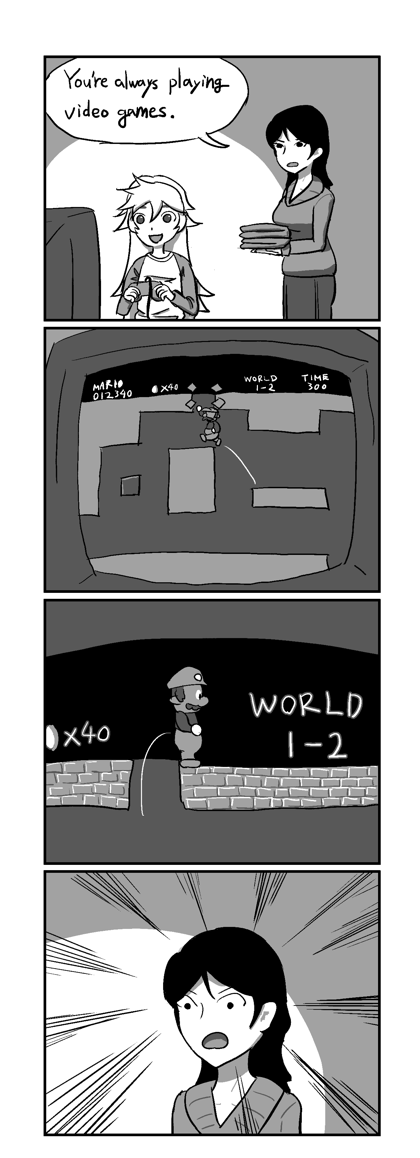 You're always playing
video games.
MARIO
012340
x40
WORLD
1-2
TIME
300
x40
WORLD
1-2